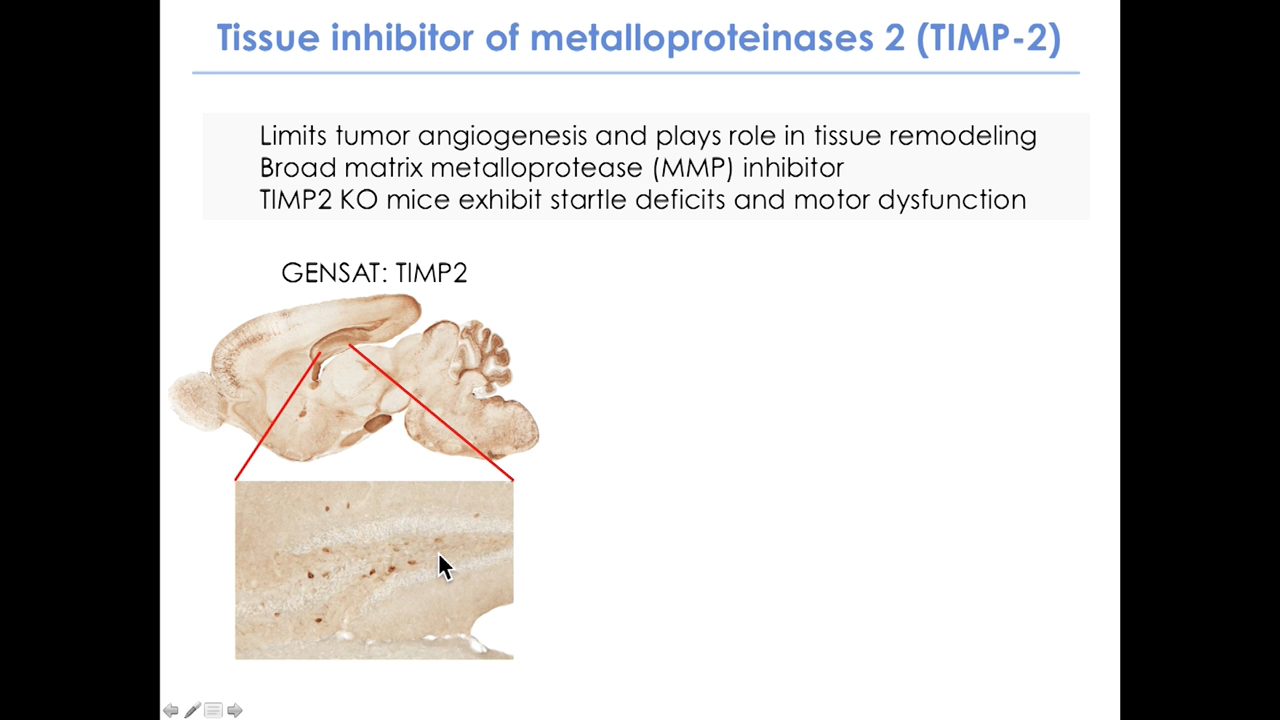 Tissue inhibitor of metalloproteinases 2 (TIMP-2)
Limits tumor angiogenesis and plays role in tissue remodeling
Broad matrix metalloprotease (MMP) inhibitor
TIMP2 KO mice exhibit startle deficits and motor dysfunction
GENSAT: TIMP2